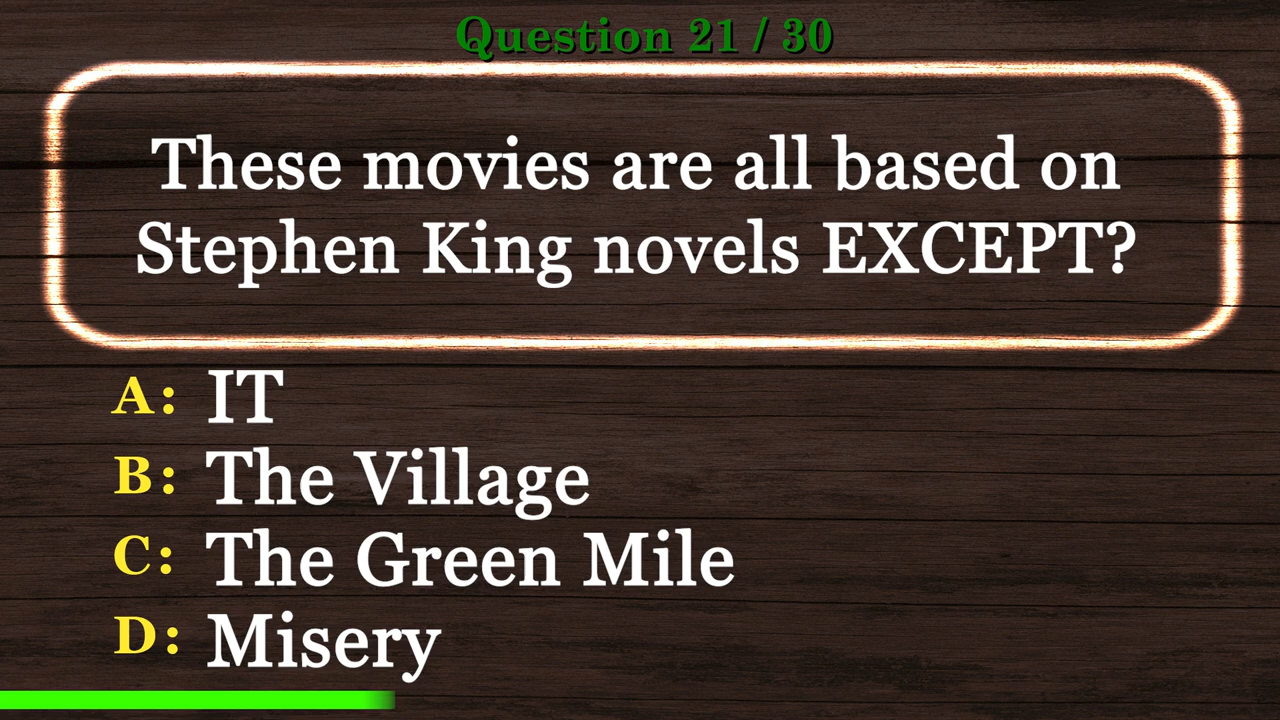 Question 21 / 30
These movies are all based on
Stephen King novels EXCEPT?
A: IT
B: The Village
C: The Green Mile
D: Misery